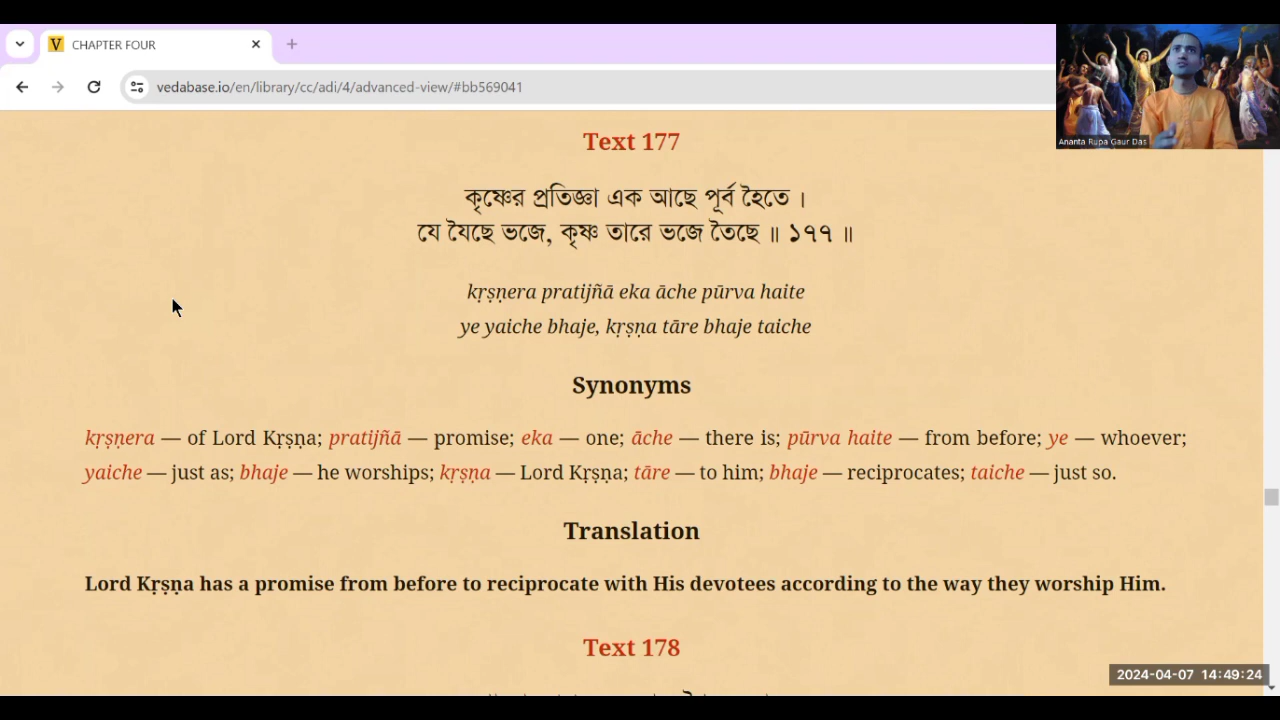 CHAPTER FOUR
vedabase.io/en/library/cc/adi/4/advanced-view/#bb569041
Ananta Rupa Gaur Das
Text 177
কৃষ্ণের প্রতিজ্ঞা এক আছে পূর্ব হৈতে ।
যে যৈছে ভজে, কৃষ্ণ তারে ভজে তৈছে ॥ ১৭৭ ॥
kṛṣṇera pratijñā eka āche pūrva haite
ye yaiche bhaje, kṛṣṇa tāre bhaje taiche
Synonyms
kṛṣṇera — of Lord Kṛṣṇa; pratijñā — promise; eka — one; āche — there is; pūrva haite — from before; ye — whoever;
yaiche — just as; bhaje — he worships; kṛṣṇa — Lord Kṛṣṇa; tāre — to him; bhaje — reciprocates; taiche — just so.
Translation
Lord Kṛṣṇa has a promise from before to reciprocate with His devotees according to the way they worship Him.
Text 178
2024-04-07 14:49:24